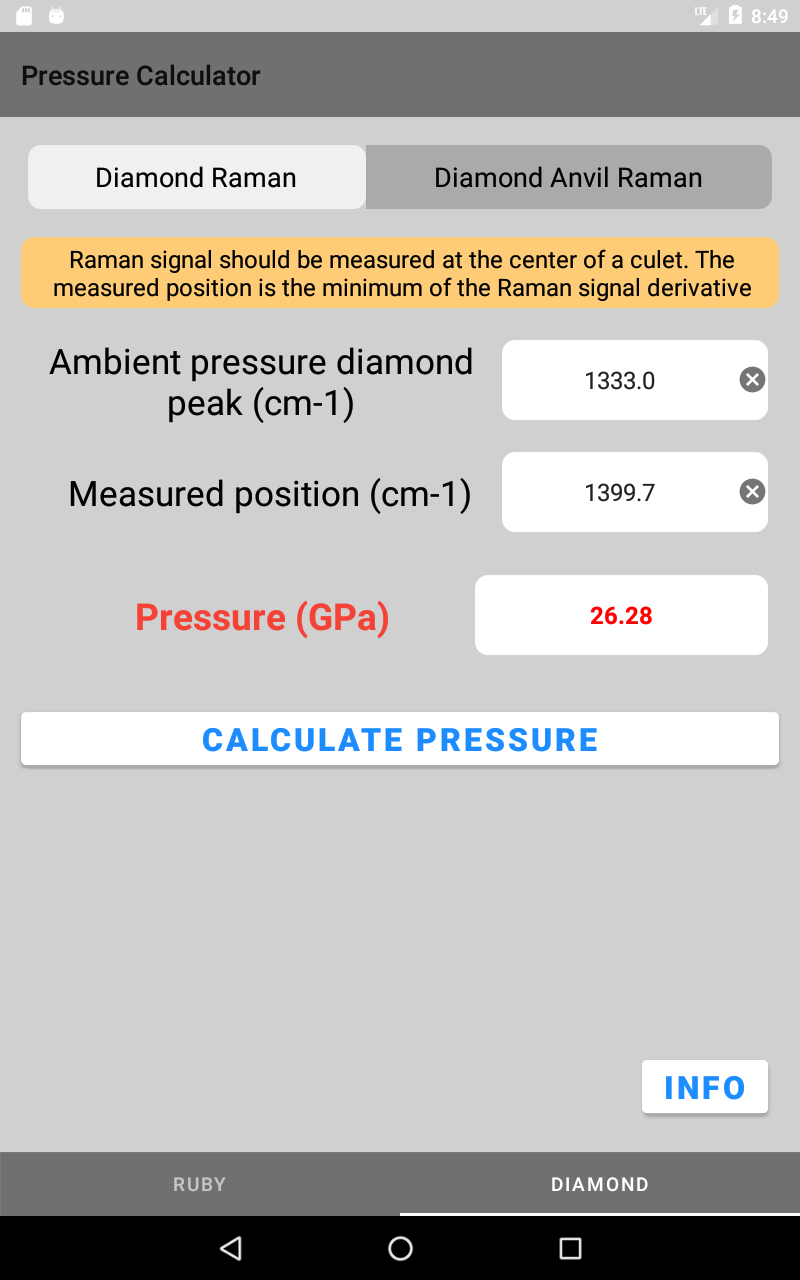 LTE 8:49
Pressure Calculator
Diamond Raman Diamond Anvil Raman
Raman signal should be measured at the center of a culet. The
measured position is the minimum of the Raman signal derivative
Ambient pressure diamond
peak (cm-1)
1333.0
Measured position (cm-1) 1399.7
Pressure (GPa) 26.28
CALCULATE PRESSURE
INFO
RUBY DIAMOND